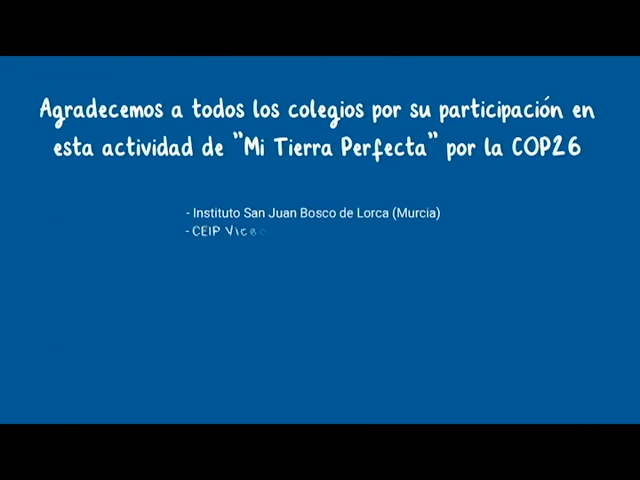 Agradecemos a todos los colegios por su participación en
esta actividad de "Mi Tierra Perfecta" por la COP26
- Instituto San Juan Bosco de Lorca (Murcia)
- CEIP